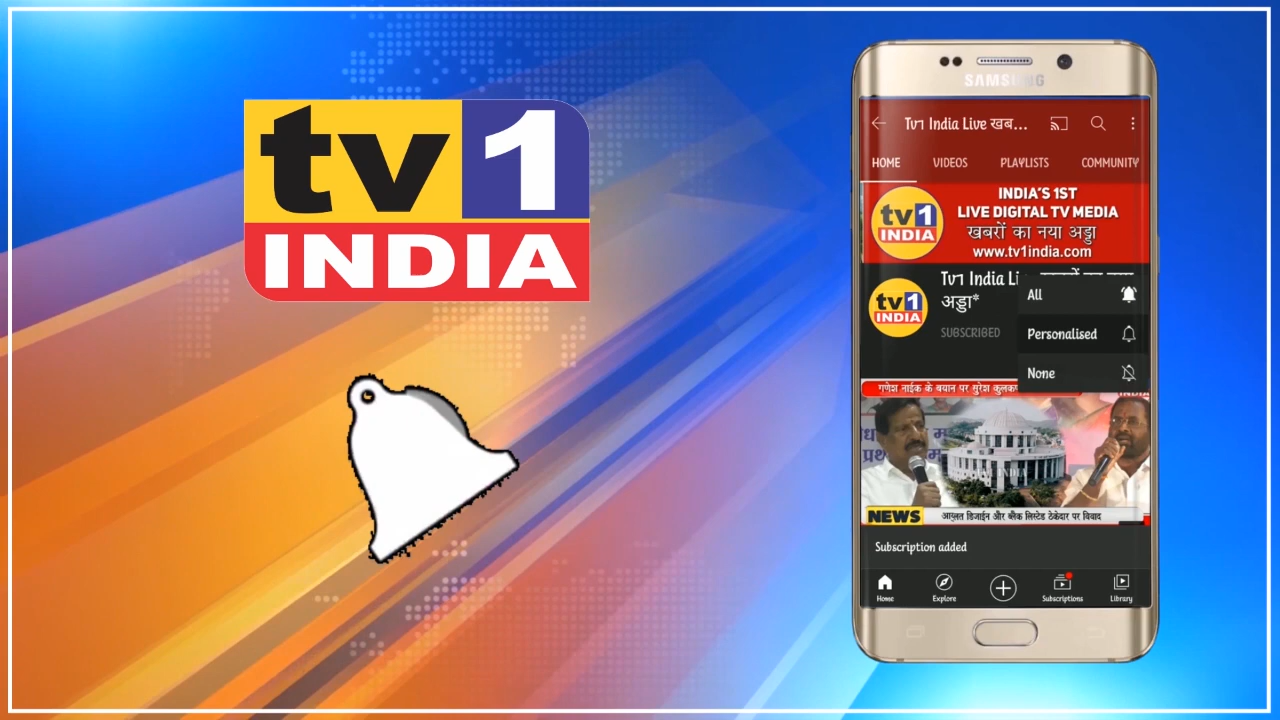 tv1
INDIA
SAMSUNG
Tv1 India Live खब...
HOME VIDEOS PLAYLISTS COMMUNITY
tv1
INDIA
INDIA'S 1ST
LIVE DIGITAL TV MEDIA
खबरों का नया अड्डा
www.tv1india.com
tv1
INDIA
Tv1 India Li
अड्डा*
SUBSCRIBED
All
Personalised
None
गणेश नाईक के बयान पर सुरेश
NEWS
आयुक्त डिजाईन और ब्लैक लिस्टेड ठेकेदार पर विवाद
Subscription added
Home Explore Subscriptions Library